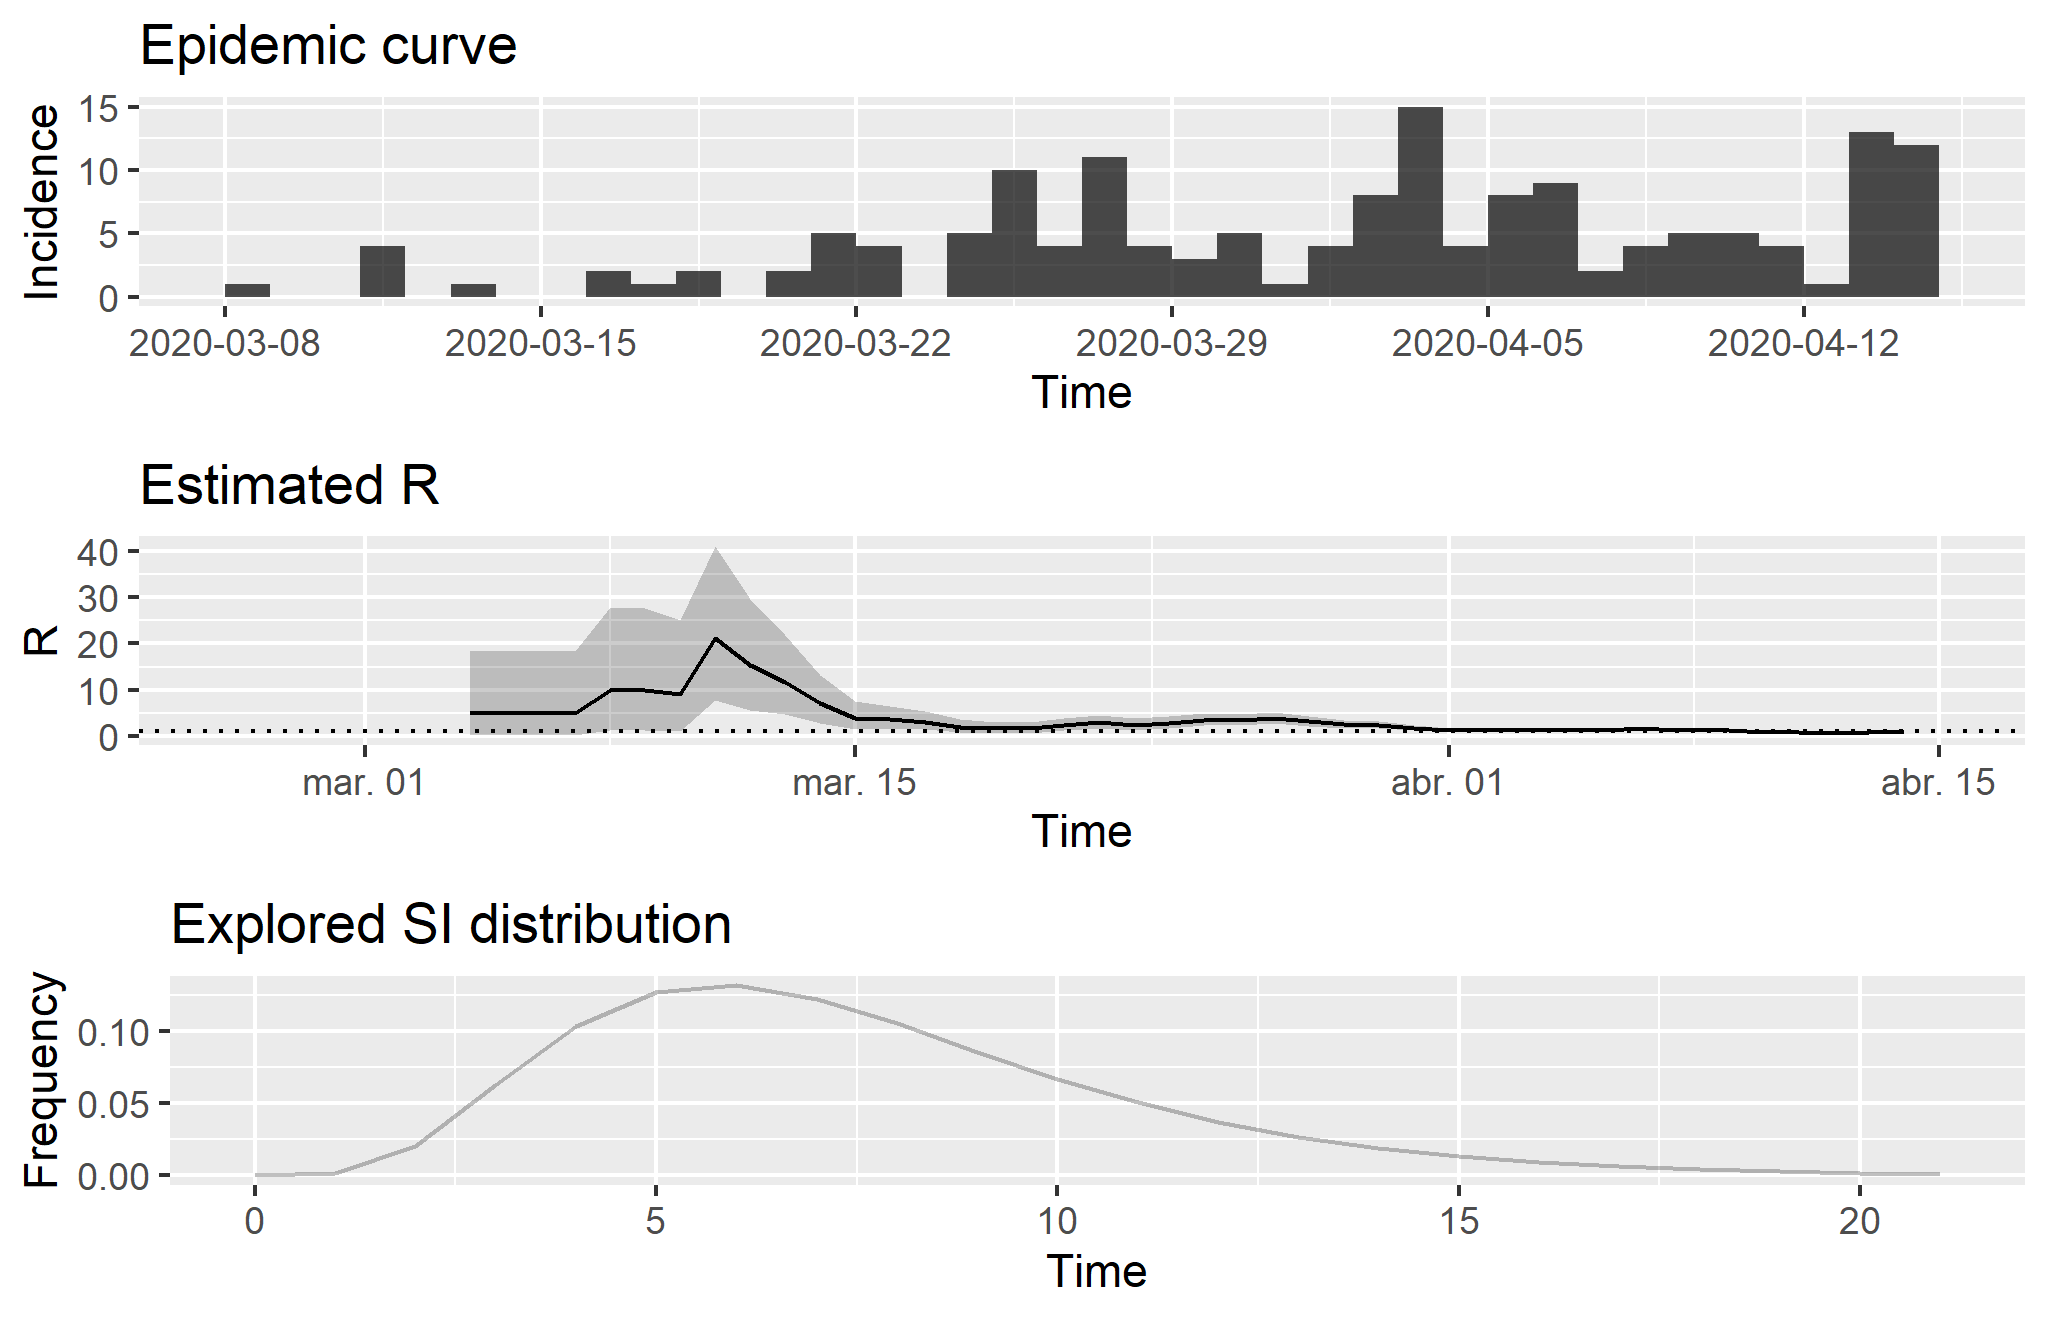 Epidemic curve
Incidence
15
10
5
0
2020-03-08 2020-03-15 2020-03-22 2020-03-29 2020-04-05 2020-04-12
Time
Estimated R
R
40
30
20
10
0
mar. 01 mar. 15 abr. 01 abr. 15
Time
Explored SI distribution
Frequency
0.10
0.05
0.00
0 5 10 15 20
Time